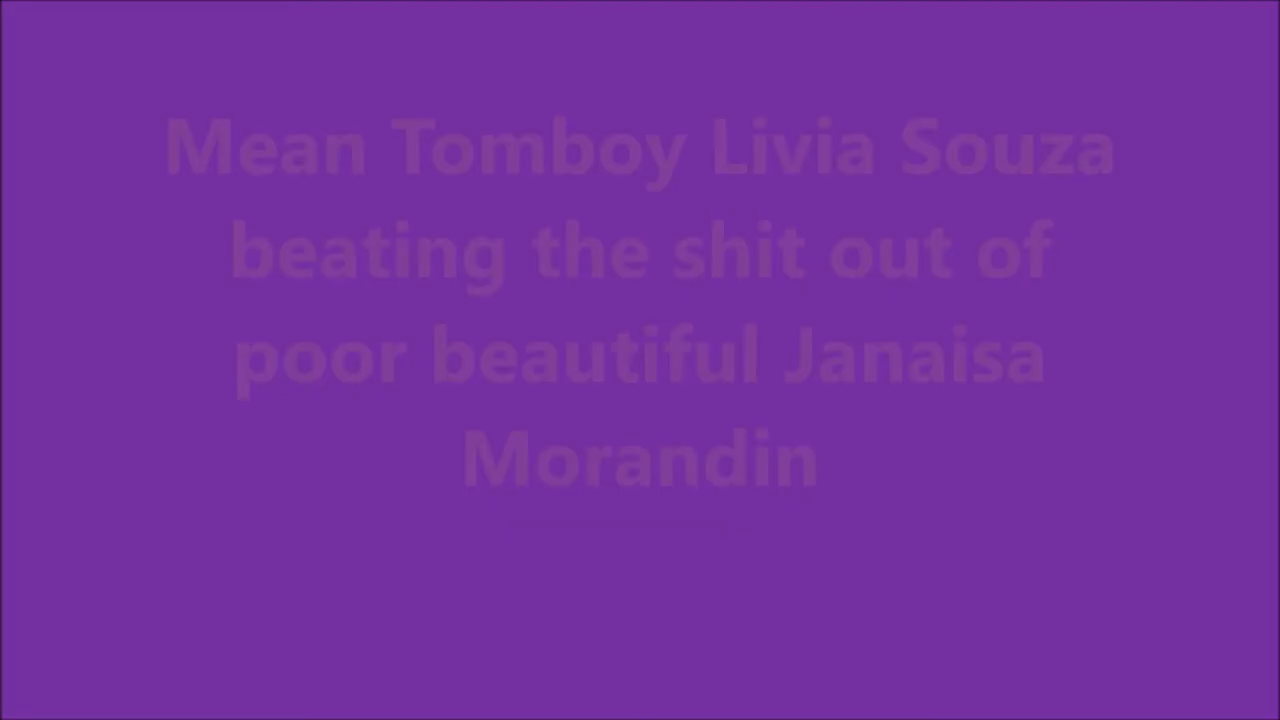 Mean Tomboy Livia Souza
beating the shit out of
poor beautiful Janaisa
Morandin